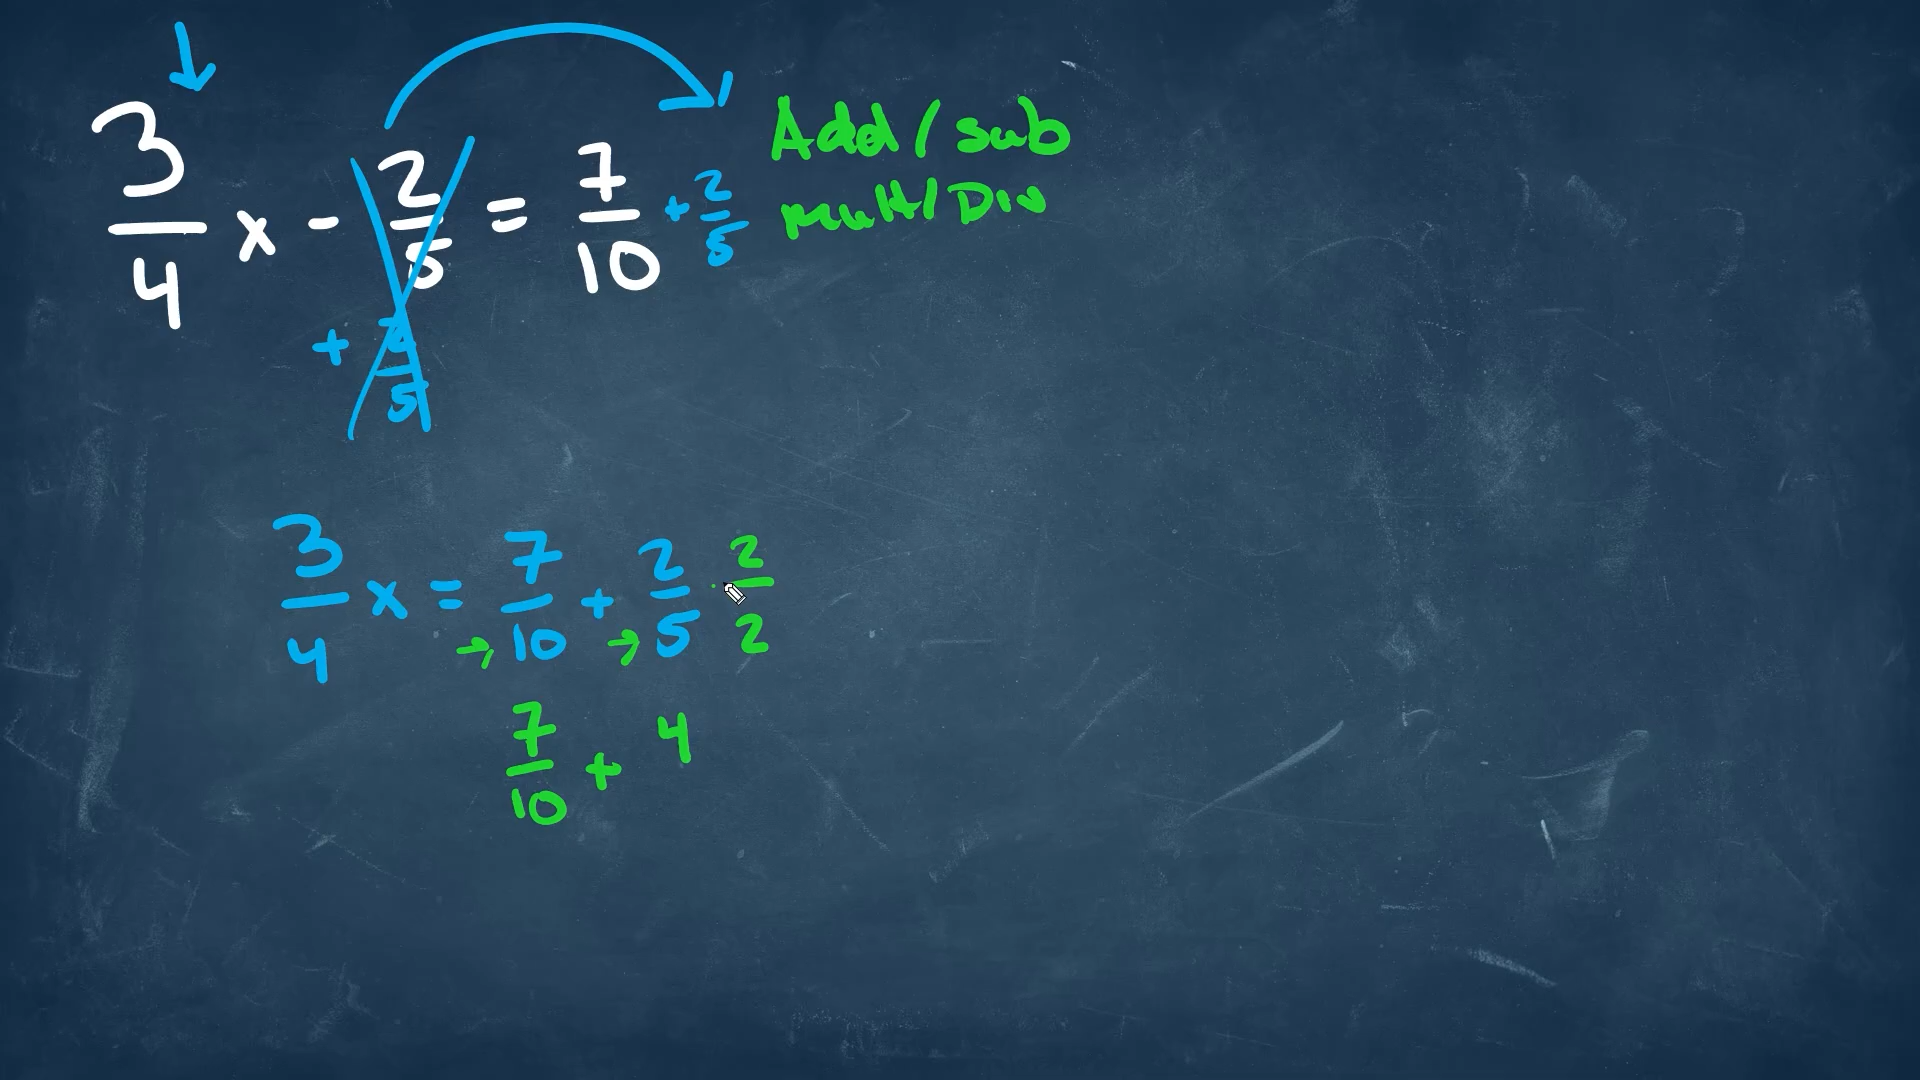 3/4 x - 2/5 = 7/10 + 2/5
Add / sub
mult / Div
+ 2/5
3/4 x = 7/10 + 2/5 · 2/2
7/10 + 4